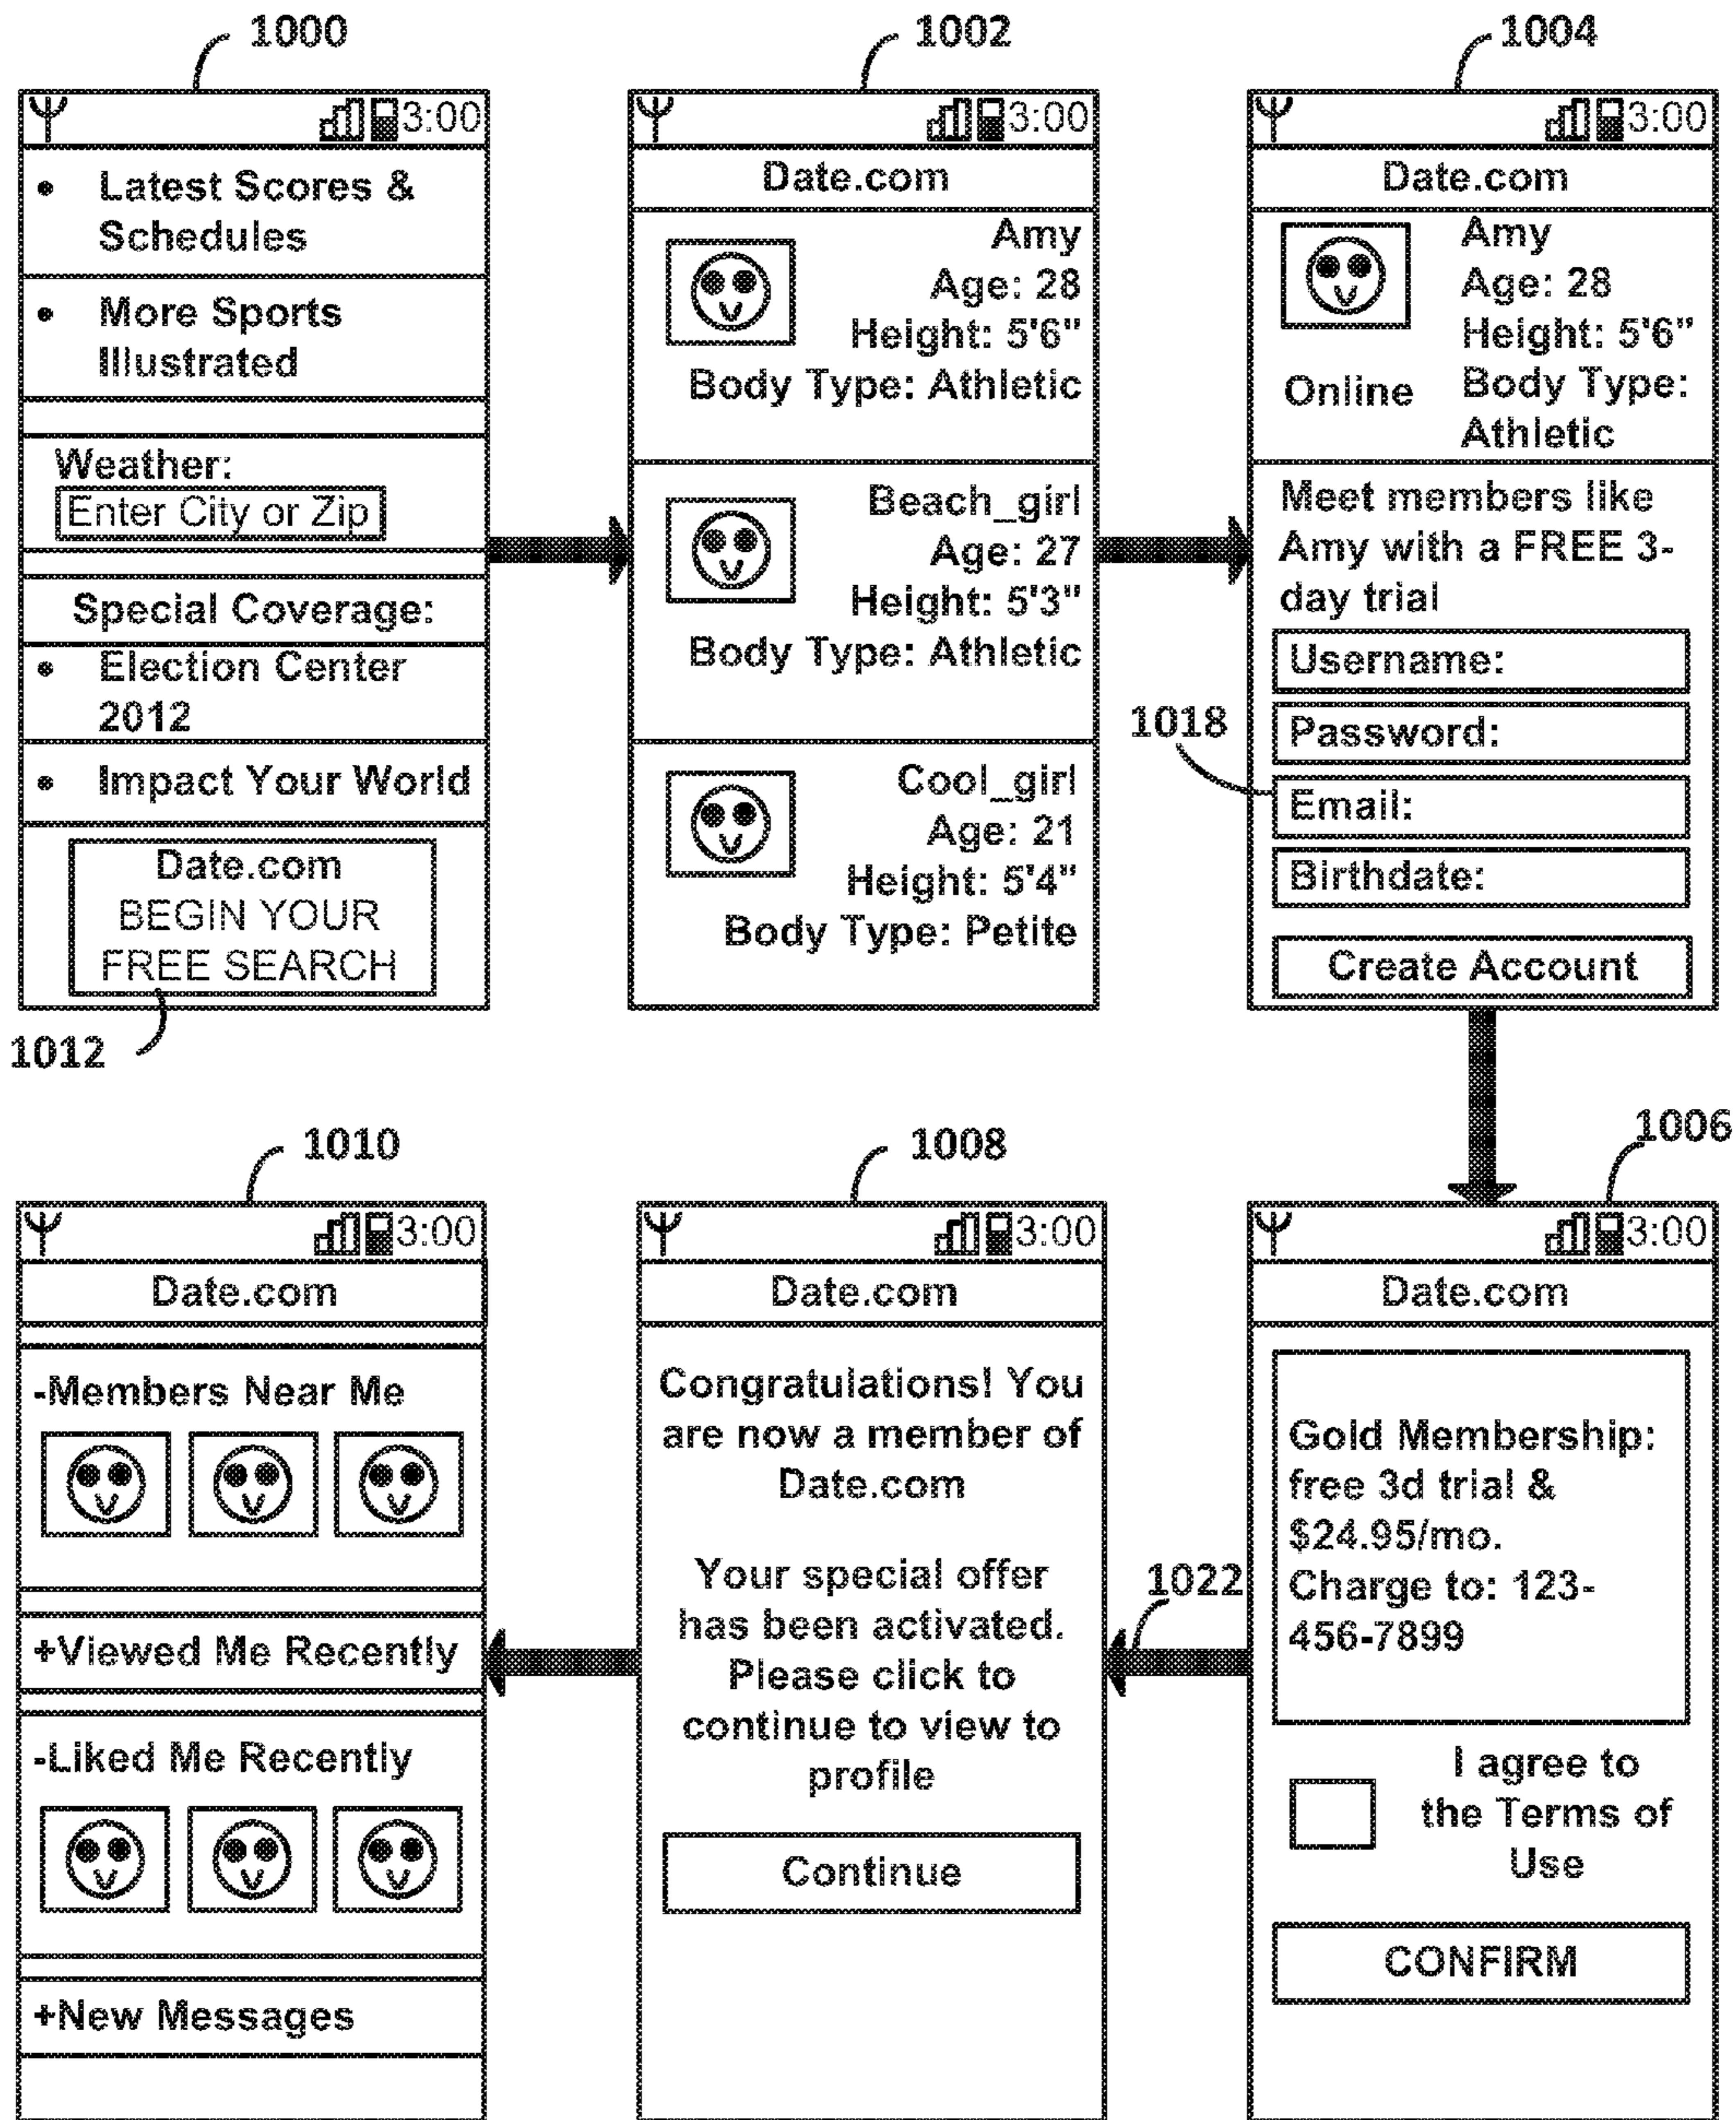 1000
3:00
• Latest Scores &
Schedules
• More Sports
Illustrated
Weather:
Enter City or Zip
Special Coverage:
• Election Center
2012
• Impact Your World
Date.com
BEGIN YOUR
FREE SEARCH
1012
1002
3:00
Date.com
Amy
Age: 28
Height: 5'6"
Body Type: Athletic
Beach_girl
Age: 27
Height: 5'3"
Body Type: Athletic
Cool_girl
Age: 21
Height: 5'4"
Body Type: Petite
1004
3:00
Date.com
Amy
Age: 28
Height: 5'6"
Online
Body Type:
Athletic
Meet members like
Amy with a FREE 3-
day trial
Username:
Password:
1018
Email:
Birthdate:
Create Account
1006
3:00
Date.com
Gold Membership:
free 3d trial &
$24.95/mo.
Charge to: 123-
456-7899
I agree to
the Terms of
Use
CONFIRM
1022
1008
3:00
Date.com
Congratulations! You
are now a member of
Date.com
Your special offer
has been activated.
Please click to
continue to view to
profile
Continue
1010
3:00
Date.com
-Members Near Me
+Viewed Me Recently
-Liked Me Recently
+New Messages